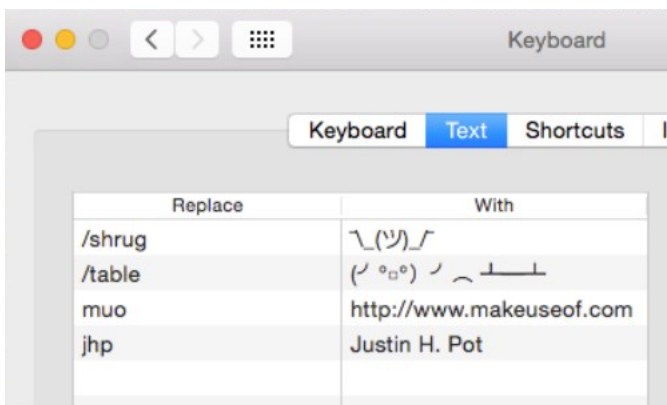 Keyboard
Keyboard Text Shortcuts
Replace With
/shrug ¯\_(ツ)_/¯
/table (╯°□°)╯︵ ┻━┻
muo http://www.makeuseof.com
jhp Justin H. Pot